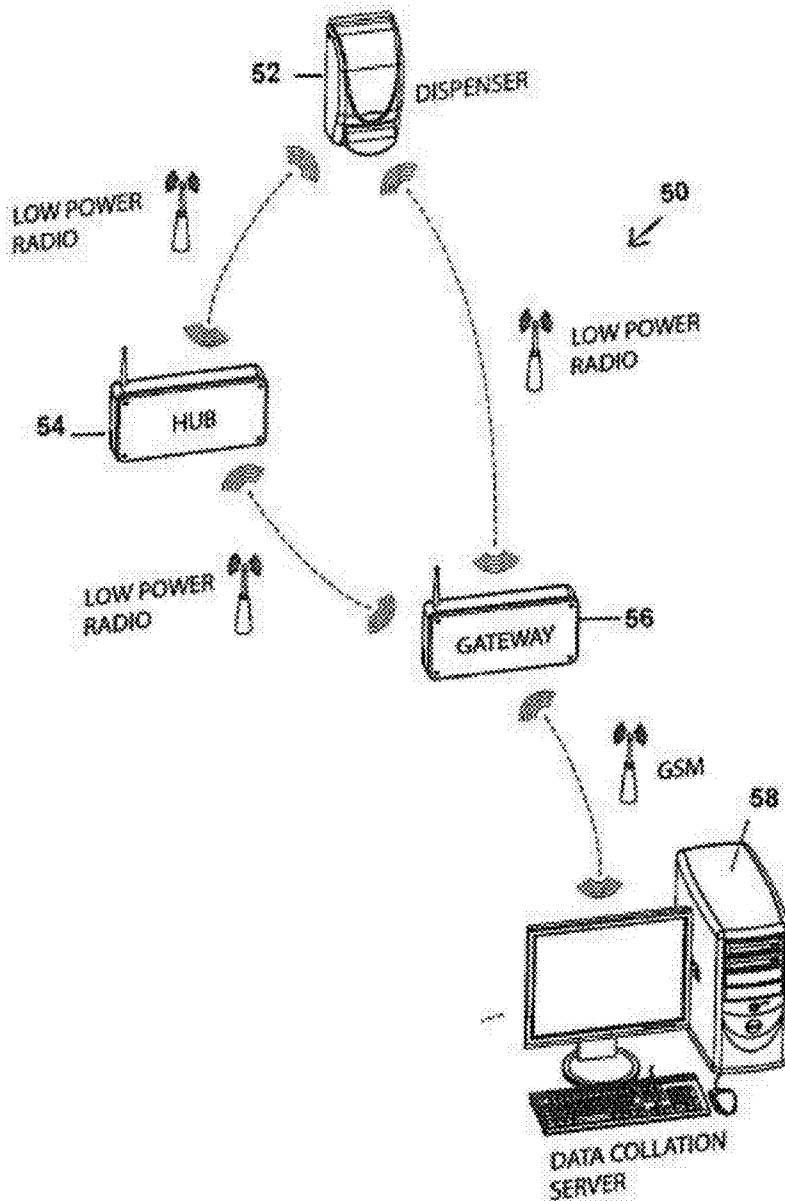 52
DISPENSER
50
LOW POWER
RADIO
LOW POWER
RADIO
54
HUB
LOW POWER
RADIO
GATEWAY
56
GSM
58
DATA COLLATION
SERVER